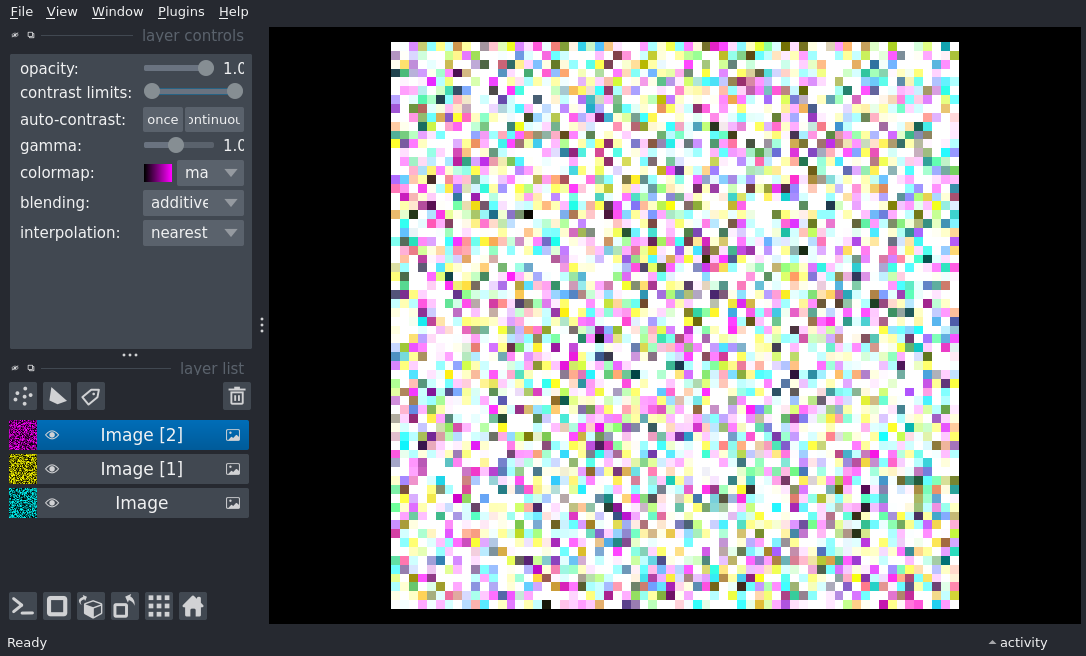 File View Window Plugins Help
layer controls
opacity: 1.0
contrast limits:
auto-contrast: once ontinuou
gamma: 1.0
colormap: ma
blending: additive
interpolation: nearest
layer list
Image [2]
Image [1]
Image
Ready activity